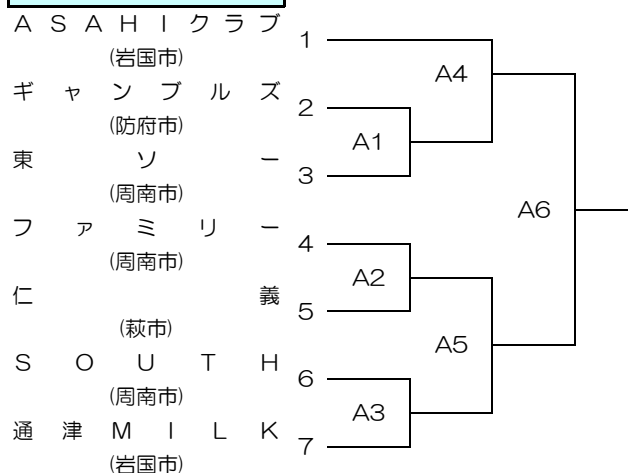 ASAHIクラブ 1
(岩国市)
A4
ギャンブルズ 2
(防府市)
A1
東ソー 3
(周南市)
A6
ファミリー 4
(周南市)
A2
仁義 5
(萩市)
A5
SOUTH 6
(周南市)
A3
通津MILK 7
(岩国市)